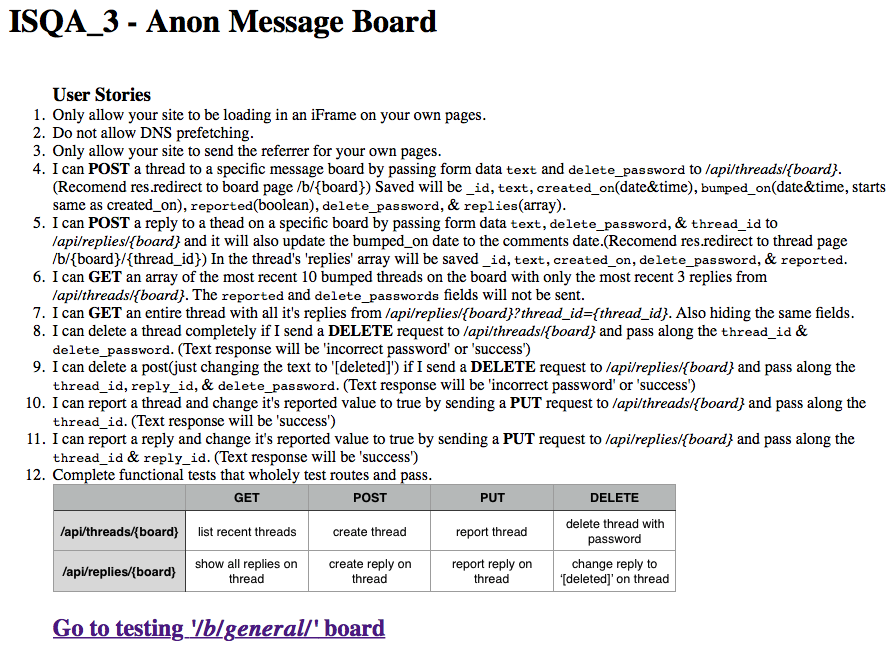 ISQA_3 - Anon Message Board
User Stories
1. Only allow your site to be loading in an iFrame on your own pages.
2. Do not allow DNS prefetching.
3. Only allow your site to send the referrer for your own pages.
4. I can POST a thread to a specific message board by passing form data text and delete_password to /api/threads/{board}.
(Recomend res.redirect to board page /b/{board}) Saved will be _id, text, created_on(date&time), bumped_on(date&time, starts
same as created_on), reported(boolean), delete_password, & replies(array).
5. I can POST a reply to a thead on a specific board by passing form data text, delete_password, & thread_id to
/api/replies/{board} and it will also update the bumped_on date to the comments date.(Recomend res.redirect to thread page
/b/{board}/{thread_id}) In the thread's 'replies' array will be saved _id, text, created_on, delete_password, & reported.
6. I can GET an array of the most recent 10 bumped threads on the board with only the most recent 3 replies from
/api/threads/{board}. The reported and delete_passwords fields will not be sent.
7. I can GET an entire thread with all it's replies from /api/replies/{board}?thread_id={thread_id}. Also hiding the same fields.
8. I can delete a thread completely if I send a DELETE request to /api/threads/{board} and pass along the thread_id &
delete_password. (Text response will be 'incorrect password' or 'success')
9. I can delete a post(just changing the text to '[deleted]') if I send a DELETE request to /api/replies/{board} and pass along the
thread_id, reply_id, & delete_password. (Text response will be 'incorrect password' or 'success')
10. I can report a thread and change it's reported value to true by sending a PUT request to /api/threads/{board} and pass along the
thread_id. (Text response will be 'success')
11. I can report a reply and change it's reported value to true by sending a PUT request to /api/replies/{board} and pass along the
thread_id & reply_id. (Text response will be 'success')
12. Complete functional tests that wholely test routes and pass.
GET POST PUT DELETE
/api/threads/{board} list recent threads create thread report thread delete thread with
password
/api/replies/{board} show all replies on
thread create reply on
thread report reply on
thread change reply to
'[deleted]' on thread
Go to testing '/b/general/' board